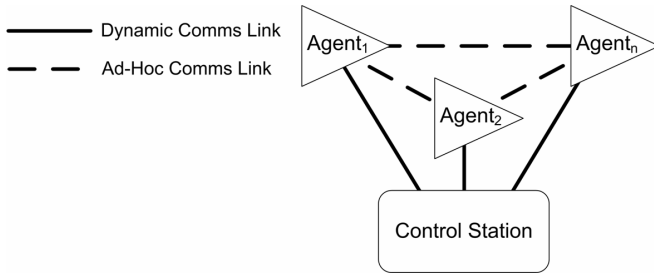 Dynamic Comms Link
Ad-Hoc Comms Link
Agent₁
Agentₙ
Agent₂
Control Station